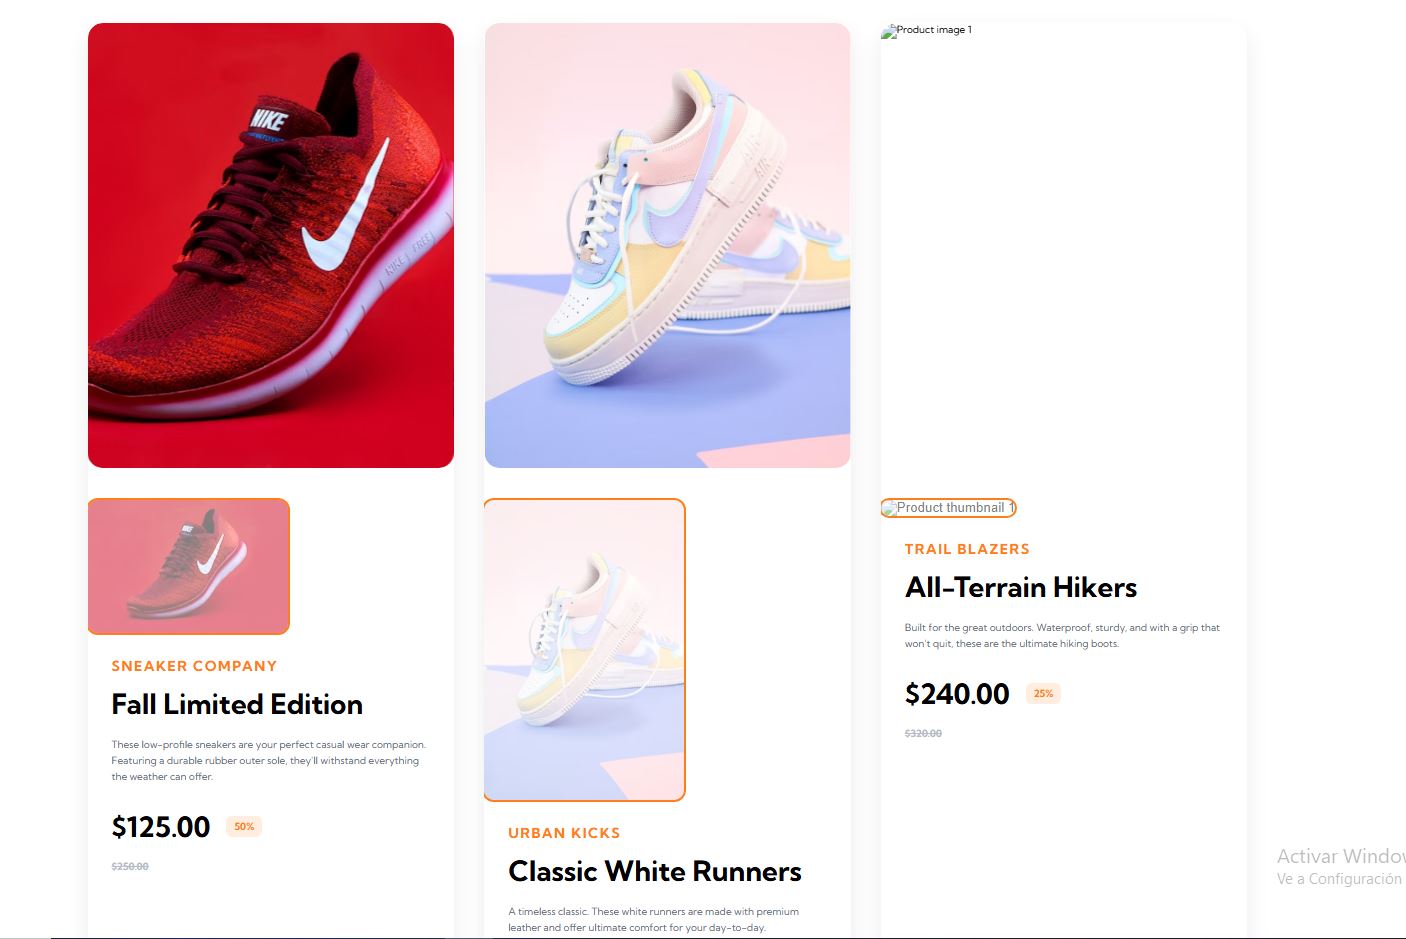 NIKE
NIKE FREE
SNEAKER COMPANY
Fall Limited Edition
These low-profile sneakers are your perfect casual wear companion.
Featuring a durable rubber outer sole, they'll withstand everything
the weather can offer.
$125.00 50%
$250.00
URBAN KICKS
Classic White Runners
A timeless classic. These white runners are made with premium
leather and offer ultimate comfort for your day-to-day.
Product image 1
Product thumbnail 1
TRAIL BLAZERS
All-Terrain Hikers
Built for the great outdoors. Waterproof, sturdy, and with a grip that
won't quit, these are the ultimate hiking boots.
$240.00 25%
$320.00
Activar Window
Ve a Configuración